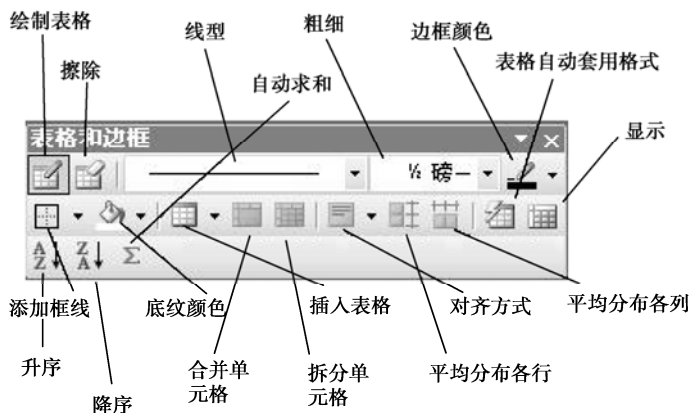 绘制表格
线型
粗细
边框颜色
擦除
自动求和
表格自动套用格式
显示
表格和边框
½ 磅
A
Z
Z
A
Σ
添加框线
底纹颜色
插入表格
对齐方式
平均分布各列
升序
降序
合并单
元格
拆分单
元格
平均分布各行